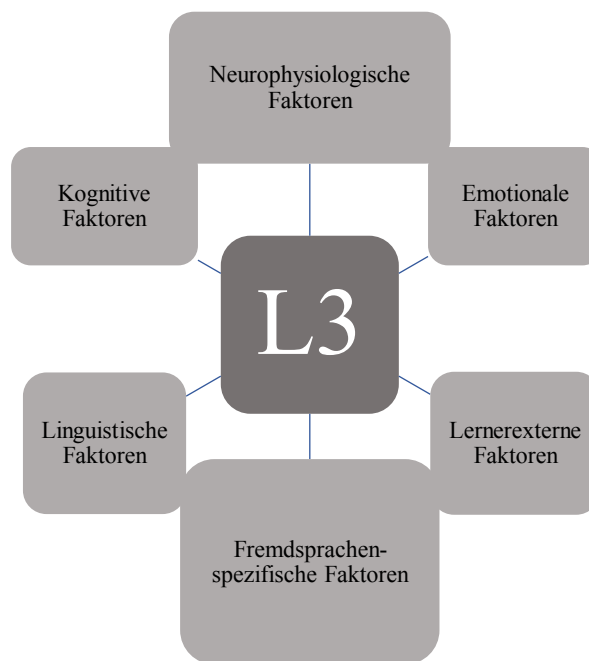 Neurophysiologische
Faktoren
Kognitive
Faktoren
Emotionale
Faktoren
L3
Linguistische
Faktoren
Lernerexterne
Faktoren
Fremdsprachen-
spezifische Faktoren